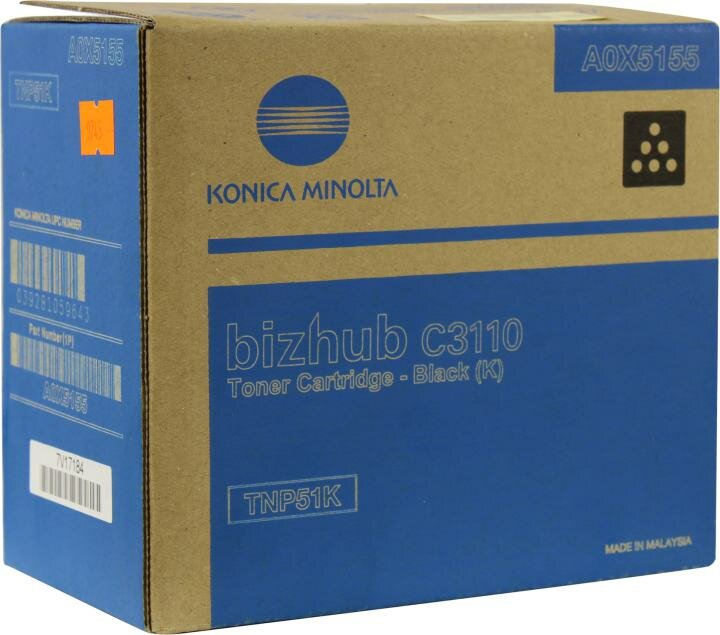 A0X5155
TNP51K
9745
KONICA MINOLTA UPC NUMBER
039281059643
Part Number(1P)
A0X5155
7V17184
A0X5155
KONICA MINOLTA
bizhub C3110
Toner Cartridge - Black (K)
TNP51K
MADE IN MALAYSIA